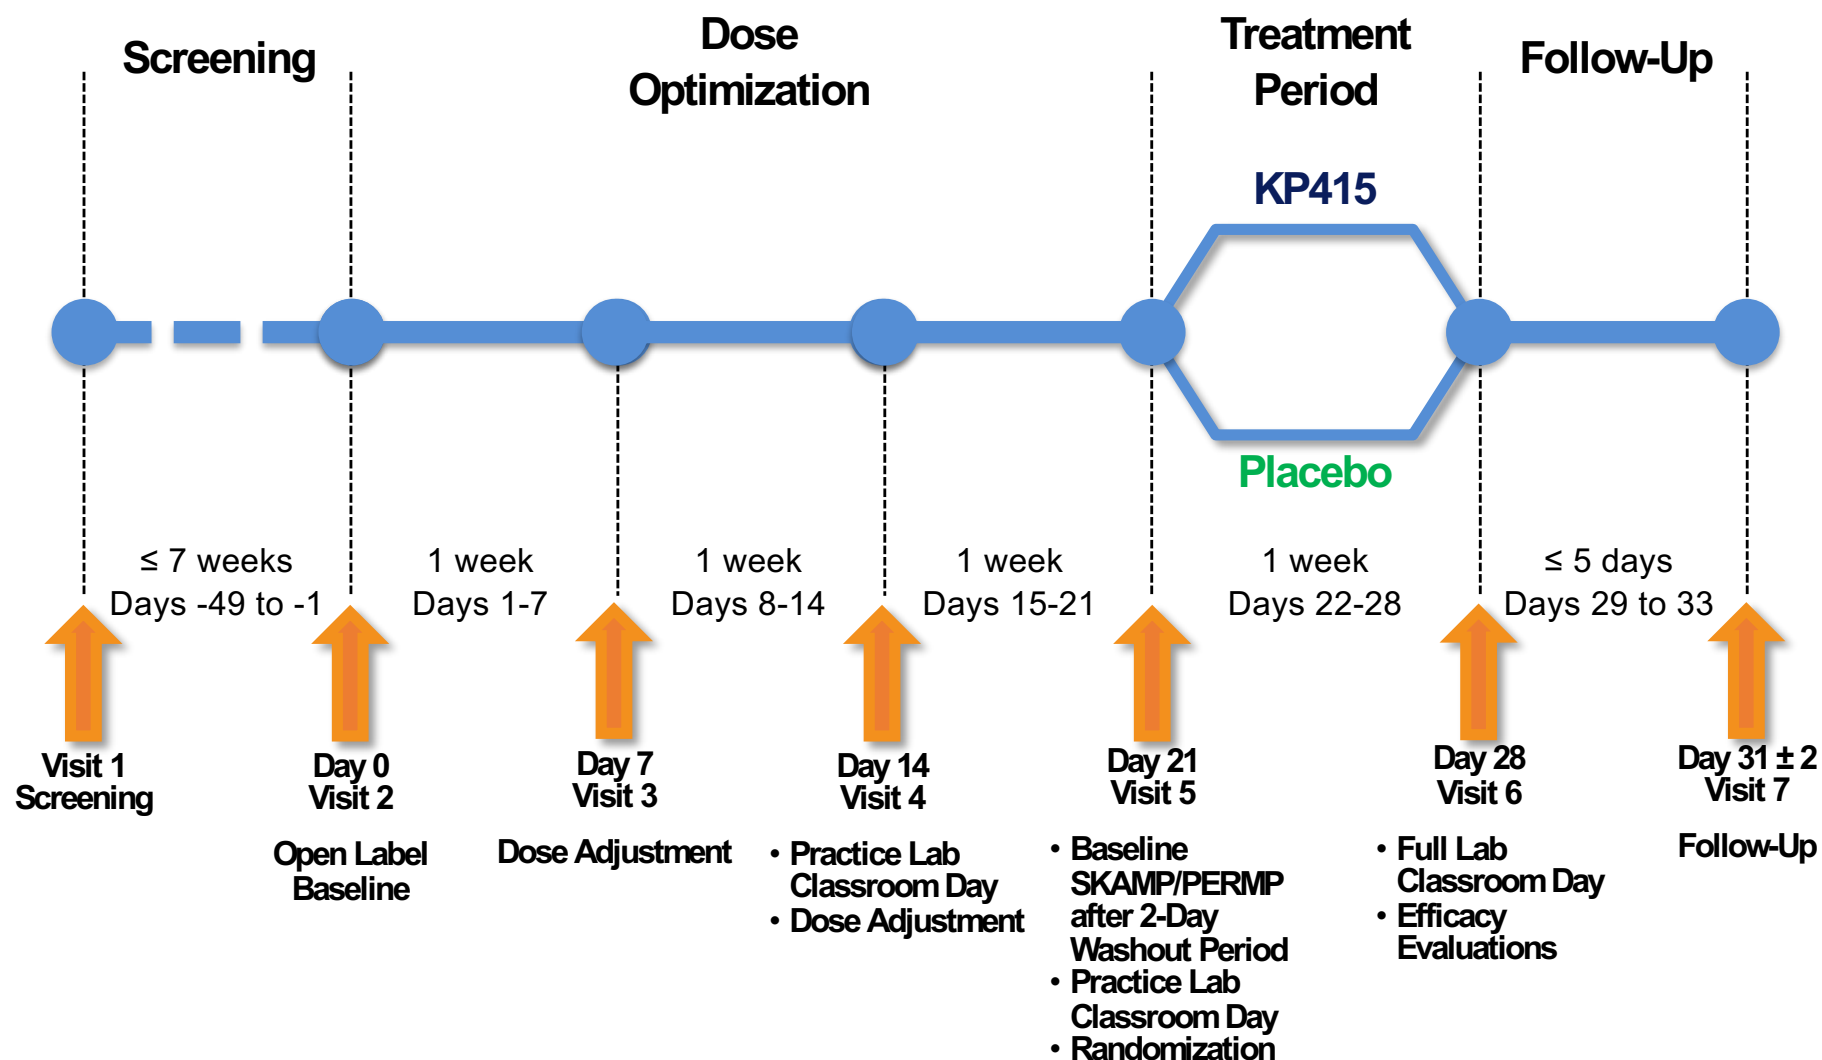 Screening
Dose
Optimization
Treatment
Period
Follow-Up
KP415
Placebo
≤ 7 weeks
Days -49 to -1
1 week
Days 1-7
1 week
Days 8-14
1 week
Days 15-21
1 week
Days 22-28
≤ 5 days
Days 29 to 33
Visit 1
Screening
Day 0
Visit 2
Open Label
Baseline
Day 7
Visit 3
Dose Adjustment
Day 14
Visit 4
• Practice Lab
Classroom Day
• Dose Adjustment
Day 21
Visit 5
• Baseline
SKAMP/PERMP
after 2-Day
Washout Period
• Practice Lab
Classroom Day
• Randomization
Day 28
Visit 6
• Full Lab
Classroom Day
• Efficacy
Evaluations
Day 31 ± 2
Visit 7
Follow-Up